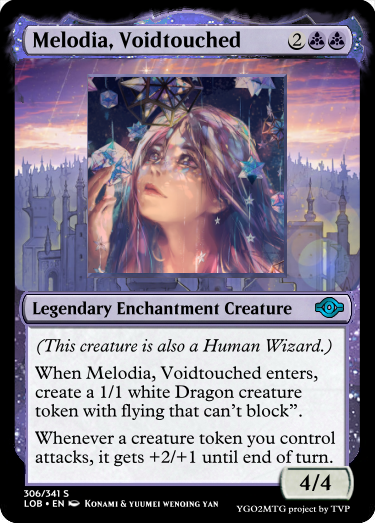 Melodia, Voidtouched 2
Legendary Enchantment Creature
(This creature is also a Human Wizard.)
When Melodia, Voidtouched enters,
create a 1/1 white Dragon creature
token with flying that can't block”.
Whenever a creature token you control
attacks, it gets +2/+1 until end of turn.
4/4
306/341 S
LOB • EN KONAMI & YUUMEI WENQING YAN
YGO2MTG project by TVP